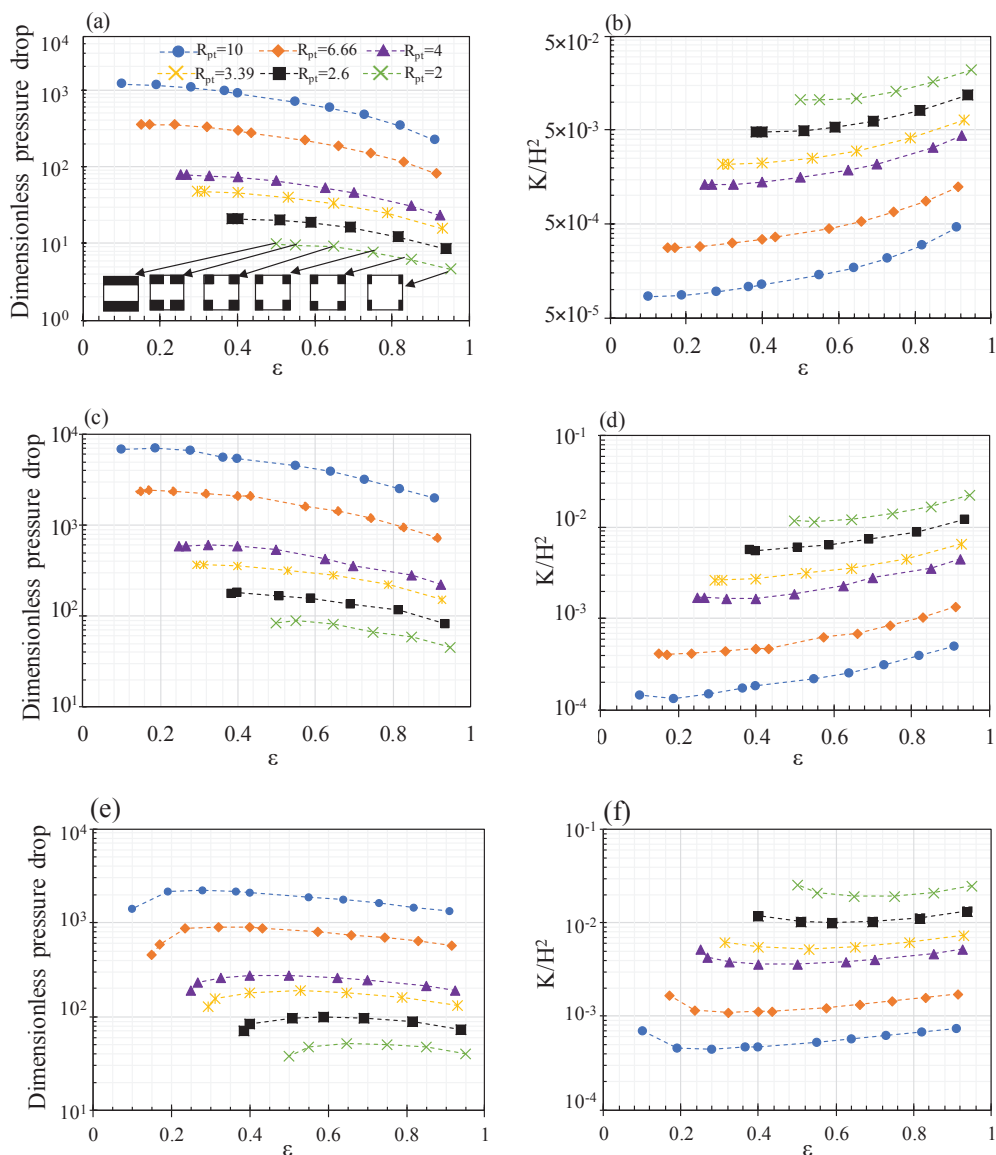 (a)
Dimensionless pressure drop
10⁴
10³
10²
10¹
10⁰
R_pt=10
R_pt=6.66
R_pt=4
R_pt=3.39
R_pt=2.6
R_pt=2
0
0.2
0.4
0.6
0.8
1
ε
(b)
K/H²
5×10⁻²
5×10⁻³
5×10⁻⁴
5×10⁻⁵
0
0.2
0.4
0.6
0.8
1
ε
(c)
Dimensionless pressure drop
10⁴
10³
10²
10¹
0
0.2
0.4
0.6
0.8
1
ε
(d)
K/H²
10⁻¹
10⁻²
10⁻³
10⁻⁴
0
0.2
0.4
0.6
0.8
1
ε
(e)
Dimensionless pressure drop
10⁴
10³
10²
10¹
0
0.2
0.4
0.6
0.8
1
ε
(f)
K/H²
10⁻¹
10⁻²
10⁻³
10⁻⁴
0
0.2
0.4
0.6
0.8
1
ε